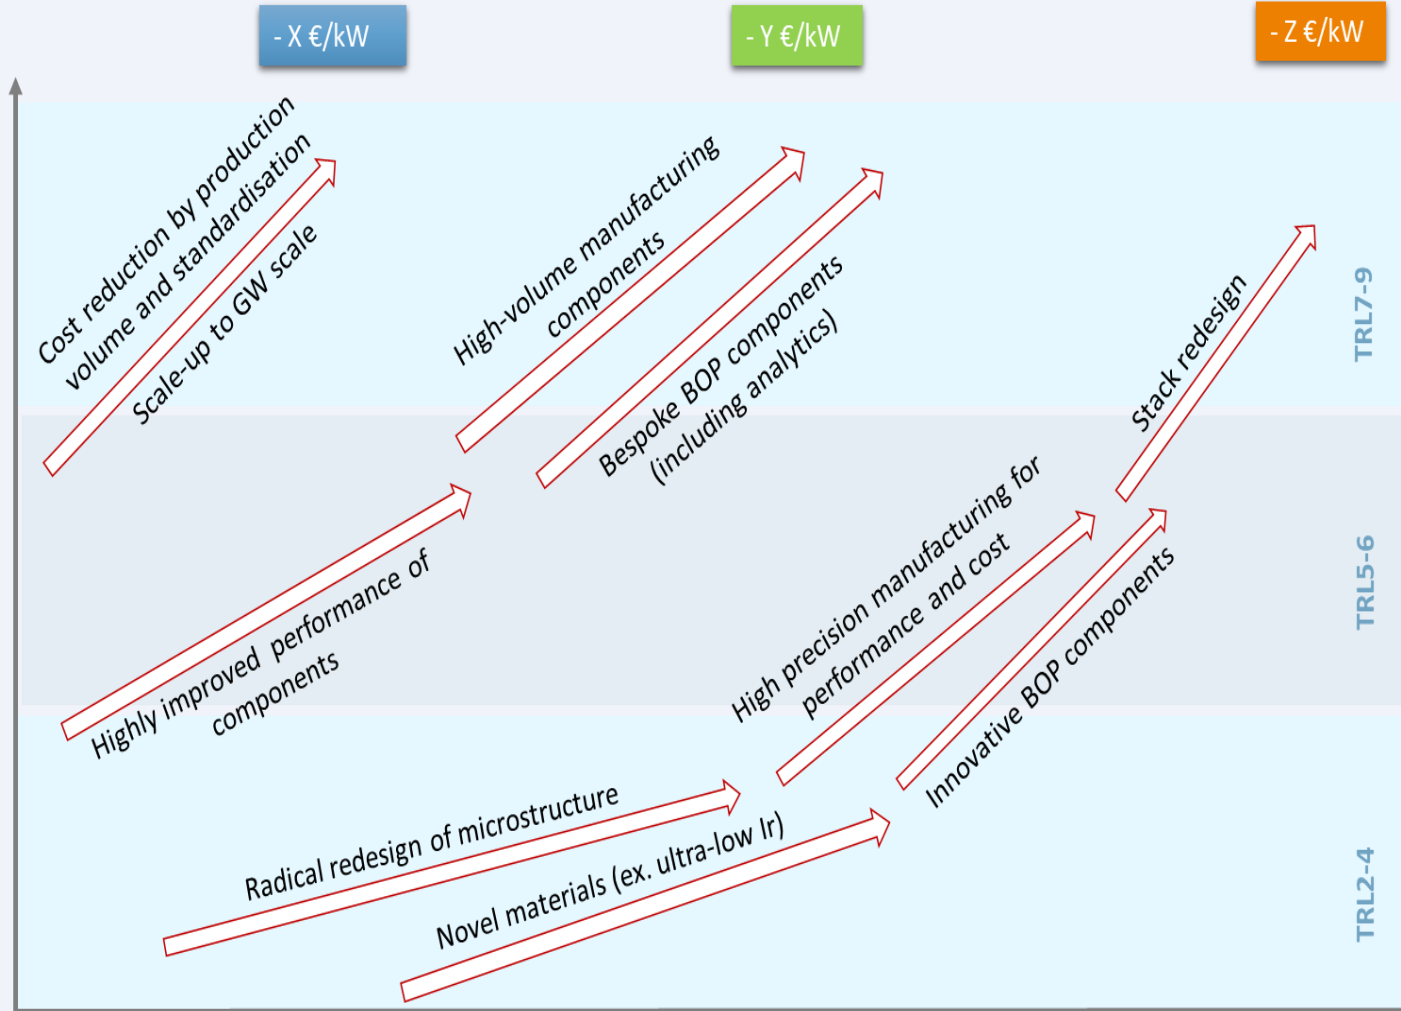 - X €/kW
- Y €/kW
- Z €/kW
Cost reduction by production
volume and standardisation
Scale-up to GW scale
High-volume manufacturing
components
Bespoke BOP components
(including analytics)
Stack redesign
TRL7-9
Highly improved performance of
components
High precision manufacturing for
performance and cost
Innovative BOP components
TRL5-6
Radical redesign of microstructure
Novel materials (ex. ultra-low Ir)
TRL2-4